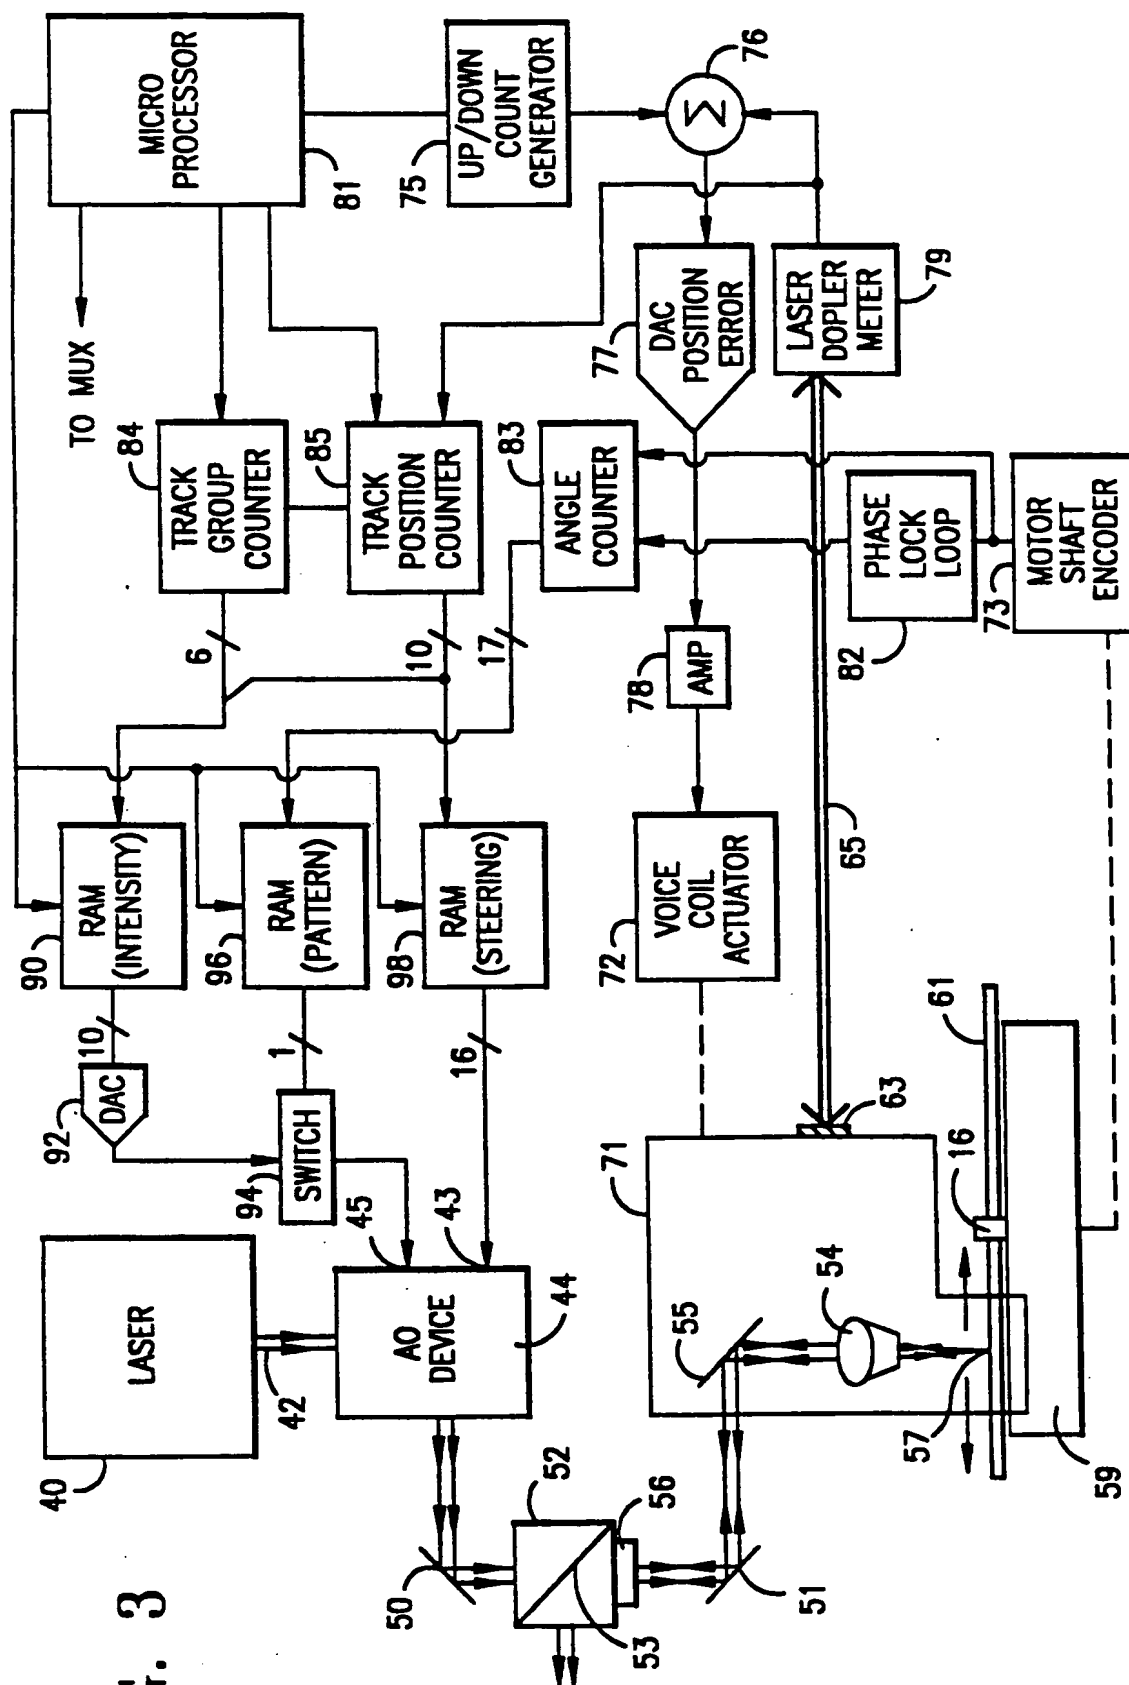 MICRO
PROCESSOR
81
UP/DOWN
COUNT
GENERATOR
75
Σ
76
TO MUX
TRACK
GROUP
COUNTER
84
TRACK
POSITION
COUNTER
85
ANGLE
COUNTER
83
DAC
POSITION
ERROR
77
LASER
DOPLER
METER
79
PHASE
LOCK
LOOP
82
MOTOR
SHAFT
ENCODER
73
6
10
17
AMP
78
RAM
(INTENSITY)
90
RAM
(PATTERN)
96
RAM
(STEERING)
98
VOICE
COIL
ACTUATOR
72
65
10
1
16
DAC
92
SWITCH
94
45
43
LASER
40
42
AO
DEVICE
44
71
63
61
16
55
54
57
59
50
52
53
56
51
3